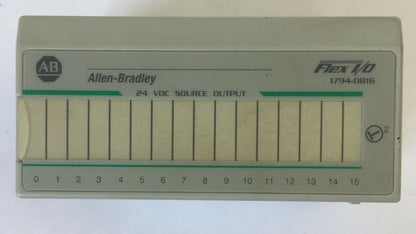 AB
Allen-Bradley
Flex I/O
1794-OB16
24 VDC SOURCE OUTPUT
2
0 1 2 3 4 5 6 7 8 9 10 11 12 13 14 15